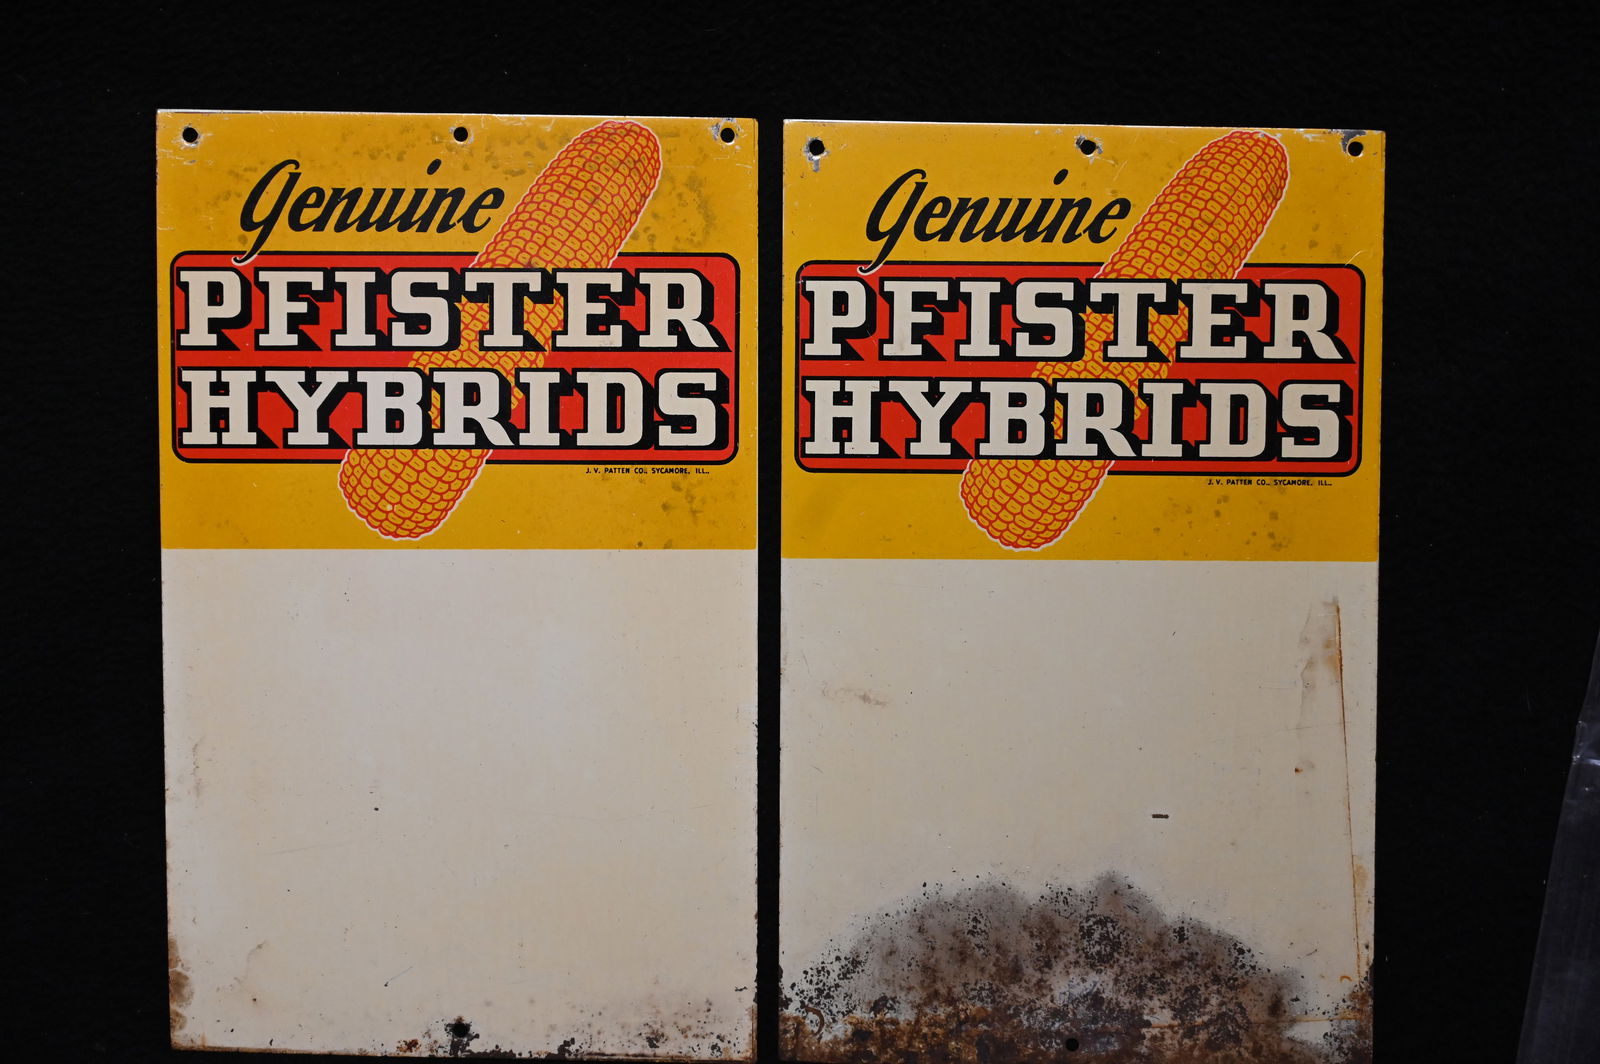 Genuine
PFISTER
HYBRIDS
J. V. PATTEN CO., SYCAMORE, ILL.
Genuine
PFISTER
HYBRIDS
J. V. PATTEN CO., SYCAMORE, ILL.